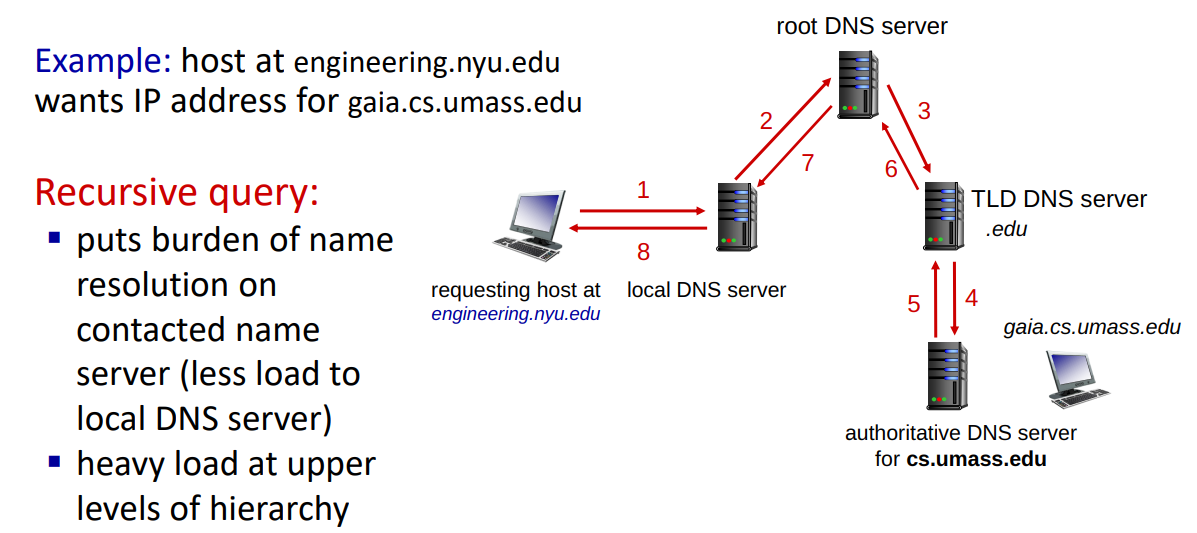 Example: host at engineering.nyu.edu
wants IP address for gaia.cs.umass.edu
Recursive query:
puts burden of name
resolution on
contacted name
server (less load to
local DNS server)
heavy load at upper
levels of hierarchy
root DNS server
2
3
7
6
1
TLD DNS server
.edu
8
requesting host at
engineering.nyu.edu
local DNS server
5
4
gaia.cs.umass.edu
authoritative DNS server
for cs.umass.edu